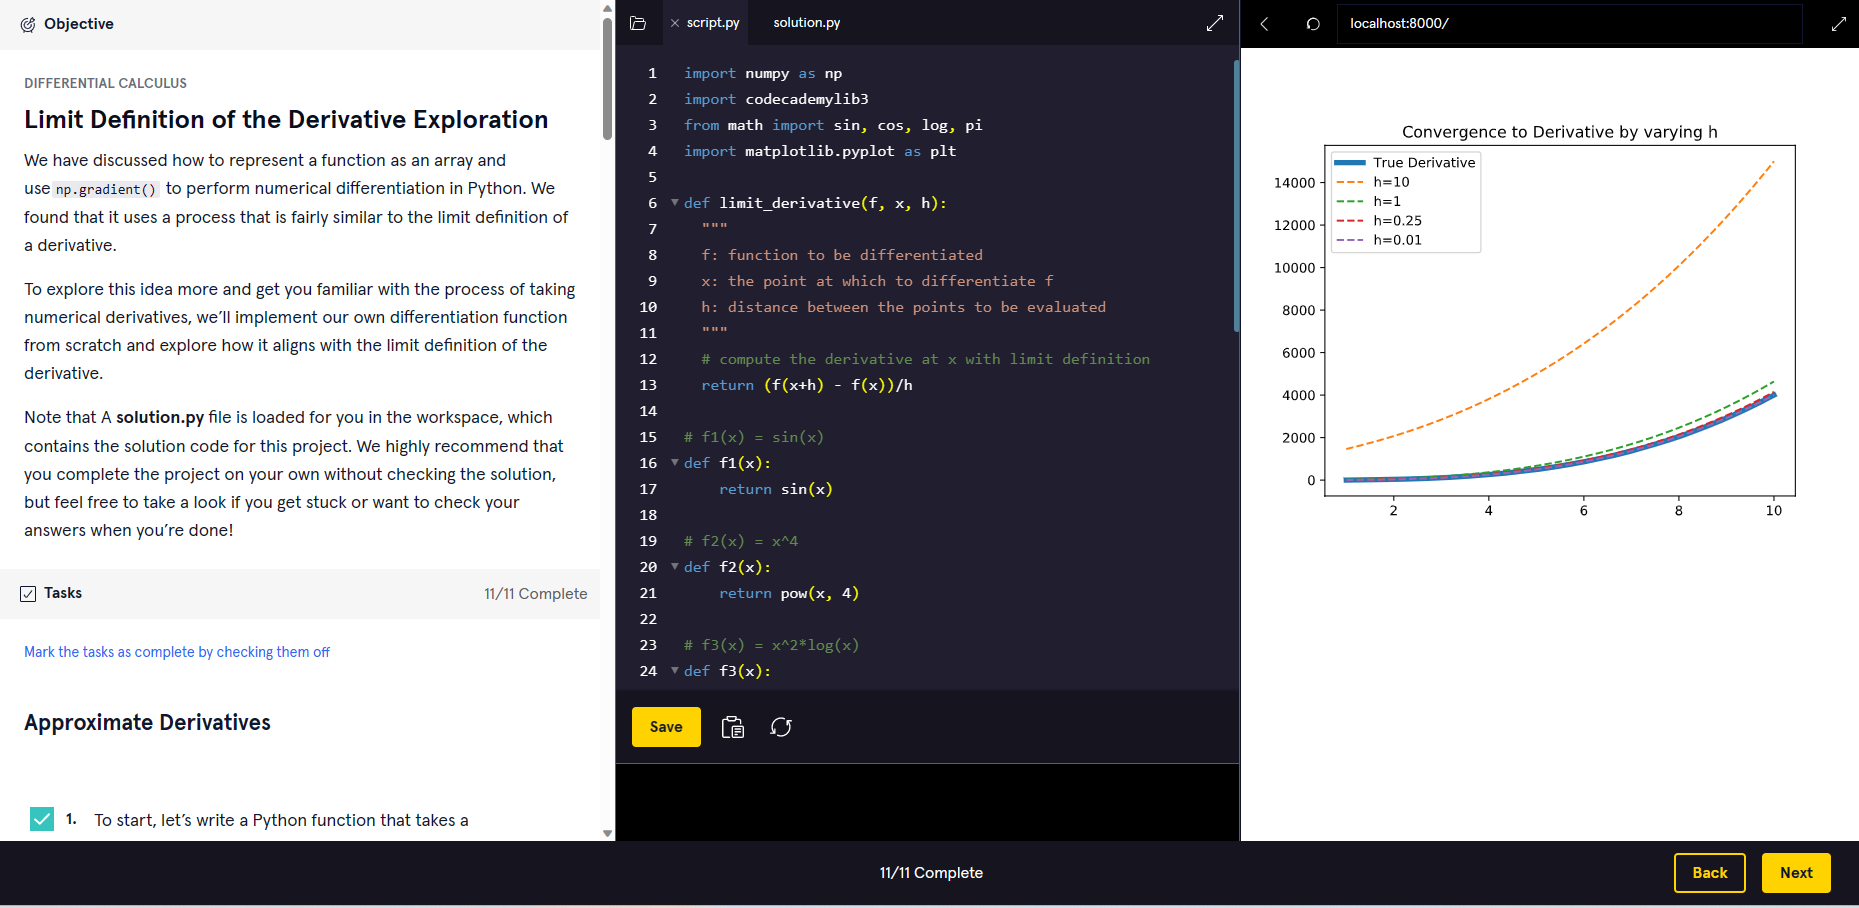 Objective
DIFFERENTIAL CALCULUS
Limit Definition of the Derivative Exploration
We have discussed how to represent a function as an array and
use np.gradient() to perform numerical differentiation in Python. We
found that it uses a process that is fairly similar to the limit definition of
a derivative.
To explore this idea more and get you familiar with the process of taking
numerical derivatives, we’ll implement our own differentiation function
from scratch and explore how it aligns with the limit definition of the
derivative.
Note that A solution.py file is loaded for you in the workspace, which
contains the solution code for this project. We highly recommend that
you complete the project on your own without checking the solution,
but feel free to take a look if you get stuck or want to check your
answers when you’re done!
Tasks
11/11 Complete
Mark the tasks as complete by checking them off
Approximate Derivatives
1. To start, let’s write a Python function that takes a
script.py
solution.py
1 import numpy as np
2 import codecademylib3
3 from math import sin, cos, log, pi
4 import matplotlib.pyplot as plt
5
6 def limit_derivative(f, x, h):
7 """
8 f: function to be differentiated
9 x: the point at which to differentiate f
10 h: distance between the points to be evaluated
11 """
12 # compute the derivative at x with limit definition
13 return (f(x+h) - f(x))/h
14
15 # f1(x) = sin(x)
16 def f1(x):
17 return sin(x)
18
19 # f2(x) = x^4
20 def f2(x):
21 return pow(x, 4)
22
23 # f3(x) = x^2*log(x)
24 def f3(x):
Save
localhost:8000/
Convergence to Derivative by varying h
True Derivative
h=10
h=1
h=0.25
h=0.01
14000
12000
10000
8000
6000
4000
2000
0
2 4 6 8 10
11/11 Complete
Back
Next